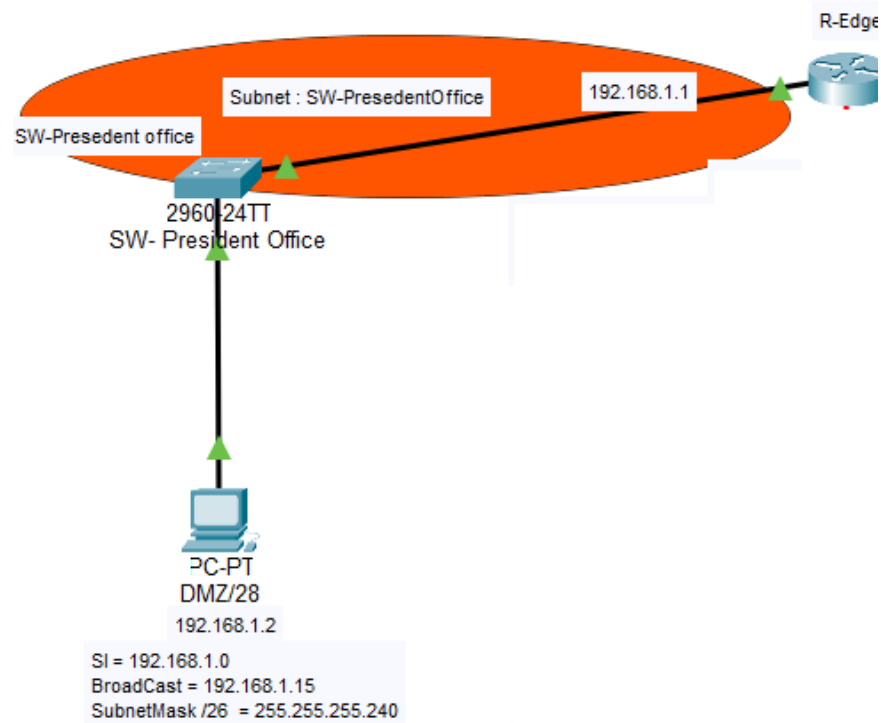 R-Edge
Subnet : SW-PresedentOffice
192.168.1.1
SW-Presedent office
2960-24TT
SW- President Office
PC-PT
DMZ/28
192.168.1.2
SI = 192.168.1.0
BroadCast = 192.168.1.15
SubnetMask /26 = 255.255.255.240